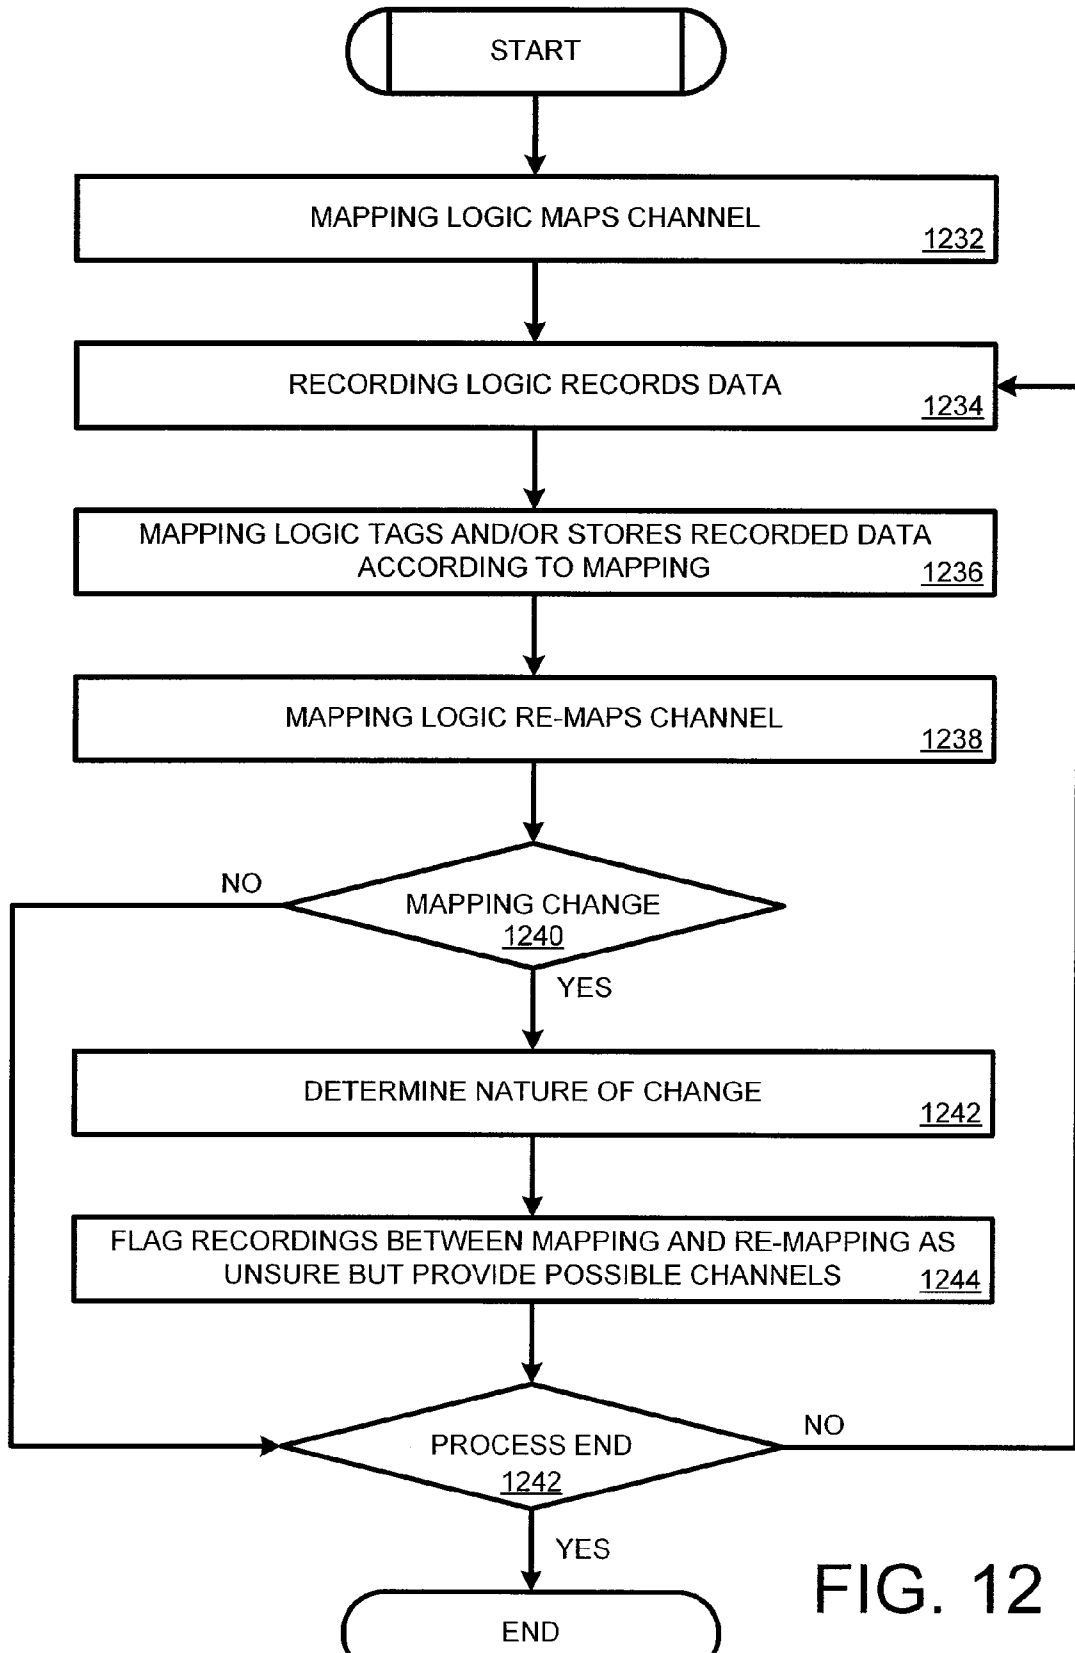 START
MAPPING LOGIC MAPS CHANNEL
1232
RECORDING LOGIC RECORDS DATA
1234
MAPPING LOGIC TAGS AND/OR STORES RECORDED DATA
ACCORDING TO MAPPING
1236
MAPPING LOGIC RE-MAPS CHANNEL
1238
NO
MAPPING CHANGE
1240
YES
DETERMINE NATURE OF CHANGE
1242
FLAG RECORDINGS BETWEEN MAPPING AND RE-MAPPING AS
UNSURE BUT PROVIDE POSSIBLE CHANNELS
1244
NO
PROCESS END
1242
YES
END
FIG. 12